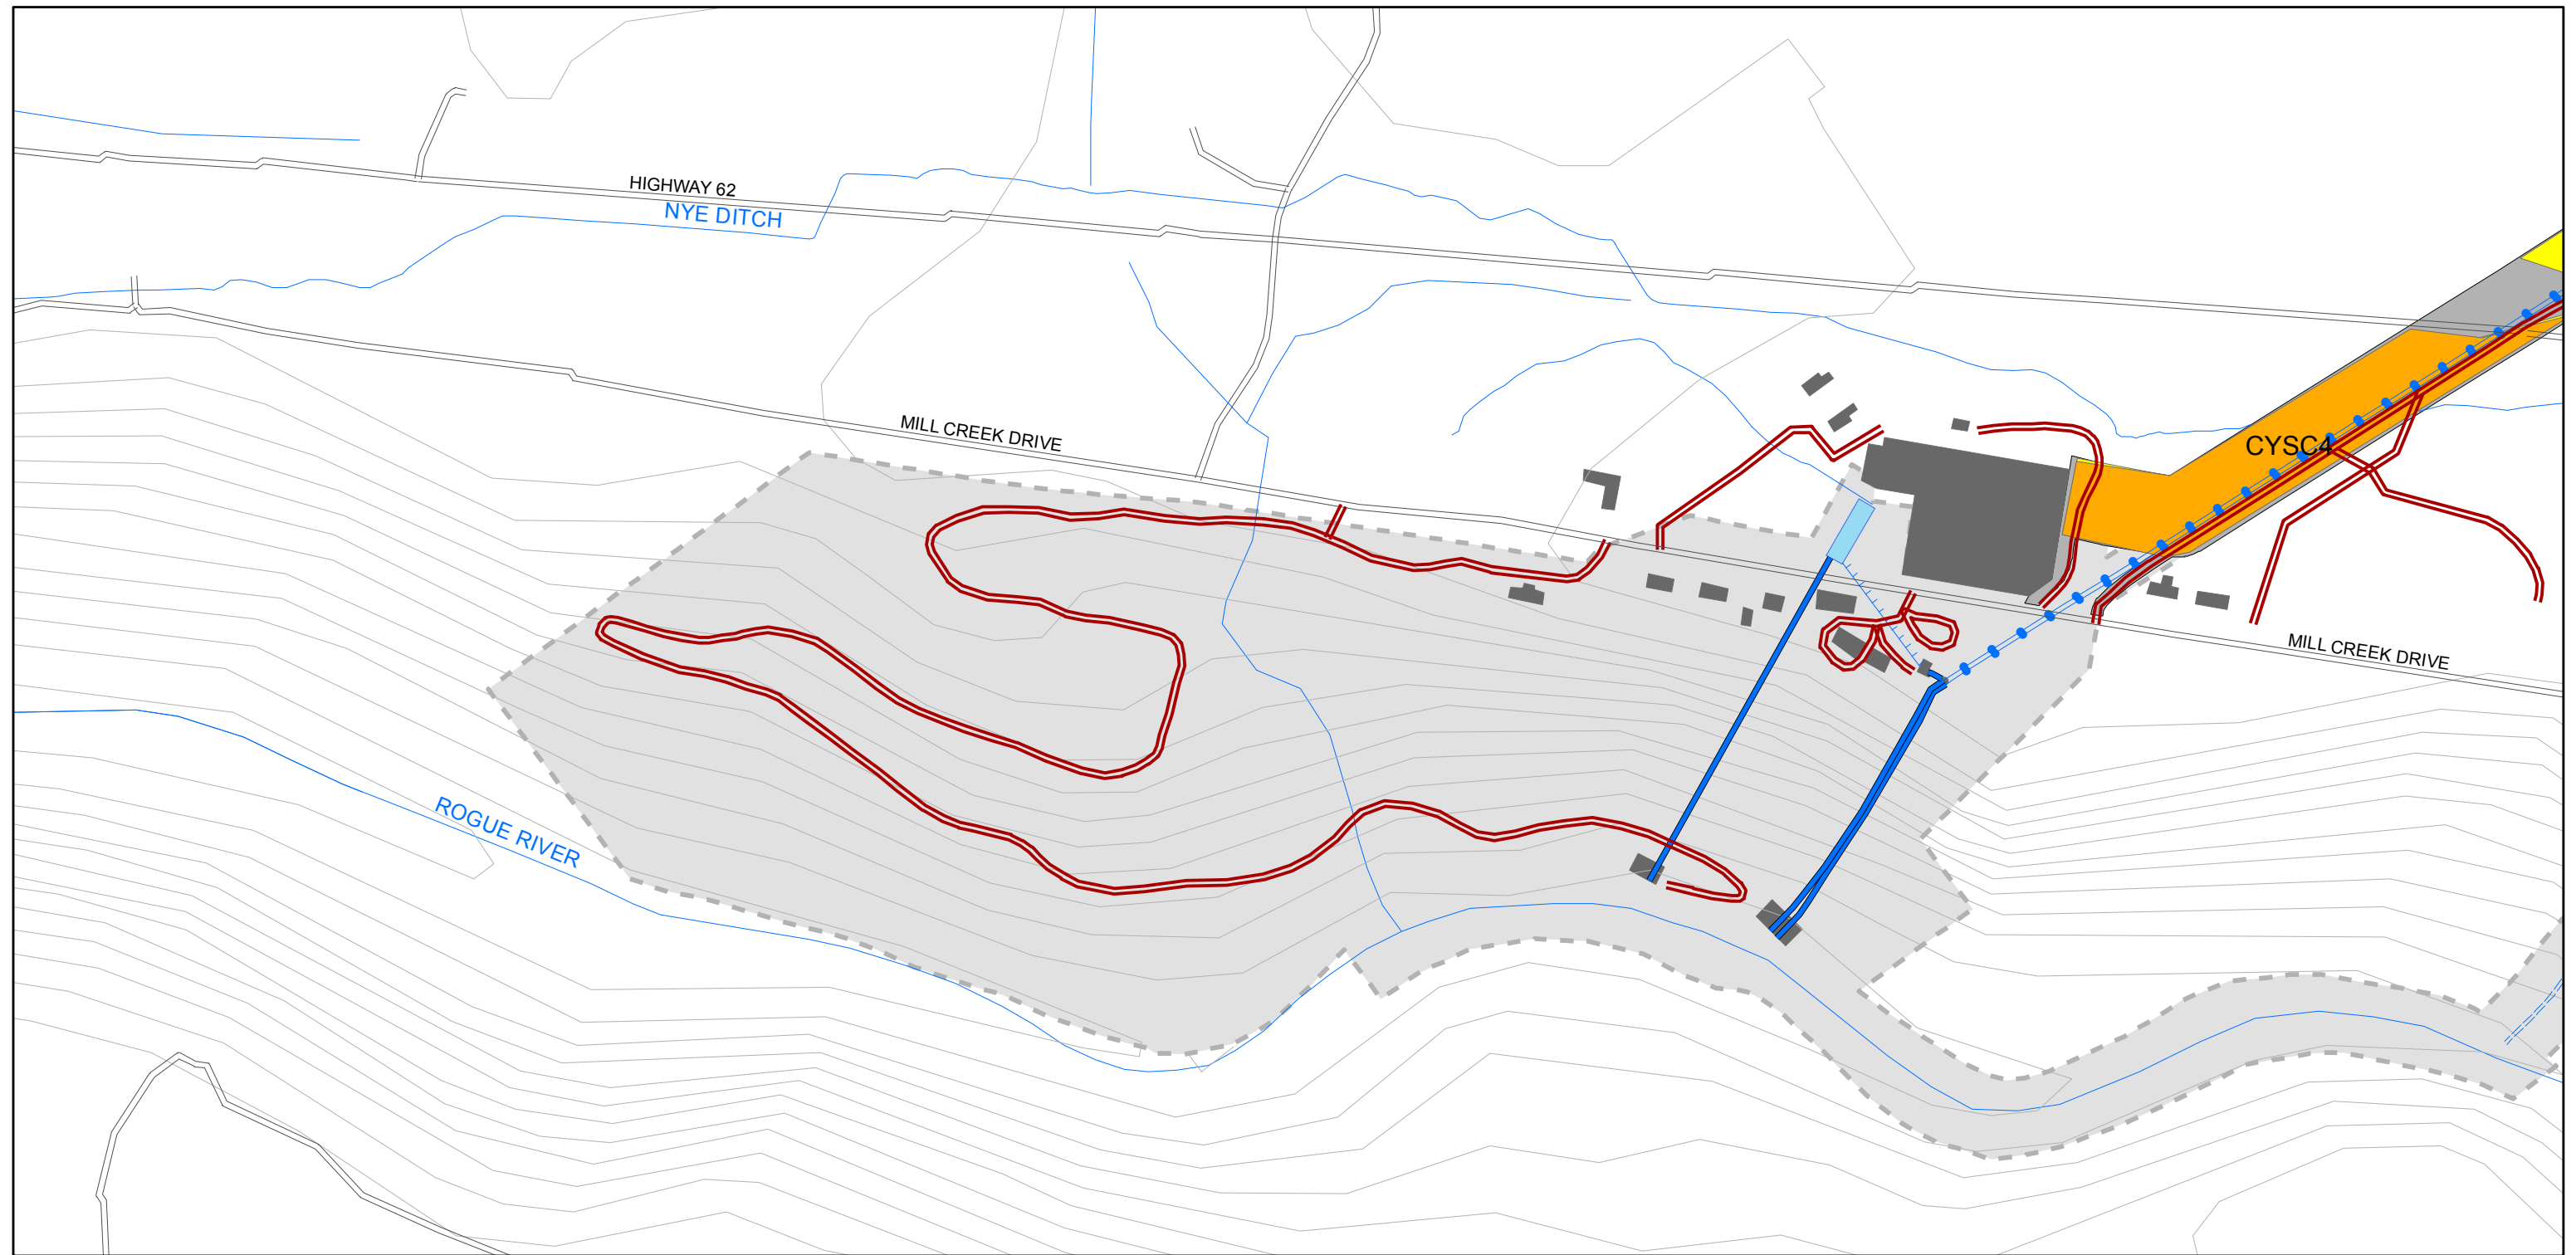 HIGHWAY 62
NYE DITCH
MILL CREEK DRIVE
CYSC4
MILL CREEK DRIVE
ROGUE RIVER